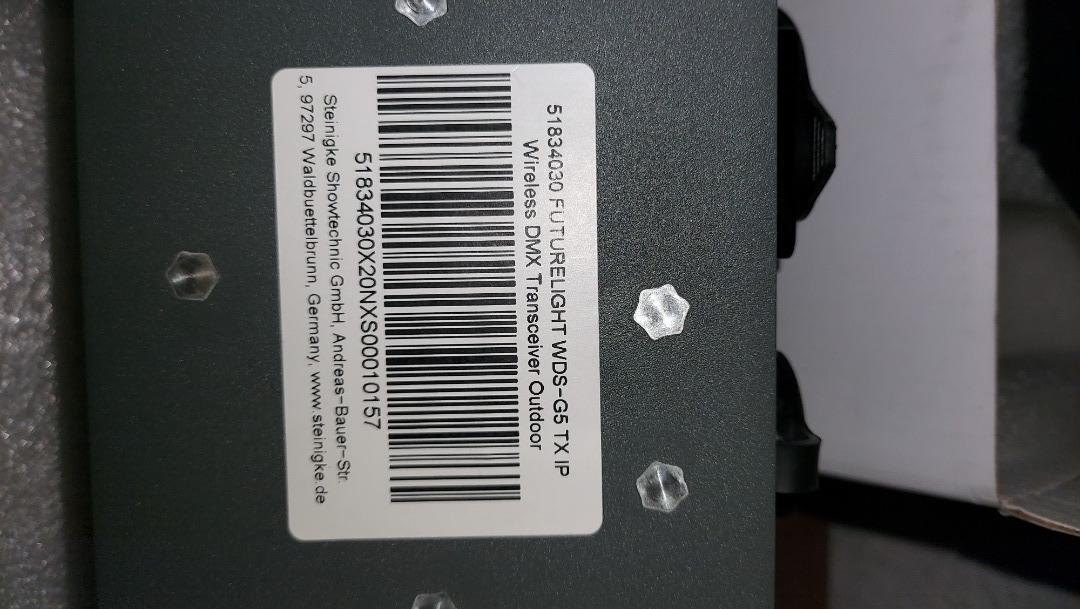 51834030 FUTURELIGHT WDS-G5 TX IP
Wireless DMX Transceiver Outdoor
51834030X20NXS00010157
Steinigke Showtechnic GmbH, Andreas-Bauer-Str.
5, 97297 Waldbuettelbrunn, Germany, www.steinigke.de